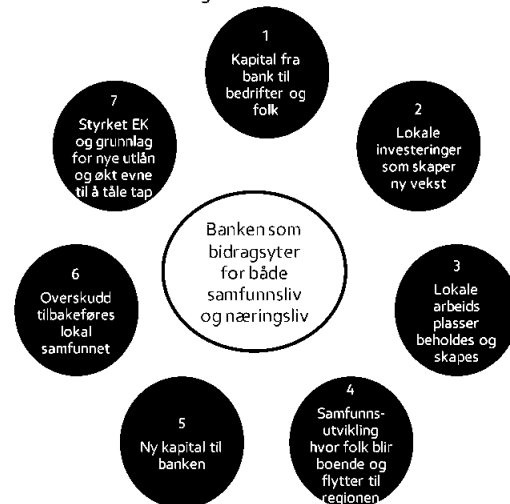 1
Kapital fra
bank til
bedrifter og
folk
2
Lokale
investeringer
som skaper
ny vekst
3
Lokale
arbeids
plasser
beholdes og
skapes
4
Samfunns-
utvikling
hvor folk blir
boende og
flytter til
regionen
5
Ny kapital til
banken
6
Overskudd
tilbakeføres
lokal
samfunnet
7
Styrket EK
og grunnlag
for nye utlån
og økt evne
til å tåle tap
Banken som
bidragsyter
for både
samfunnsliv
og næringsliv